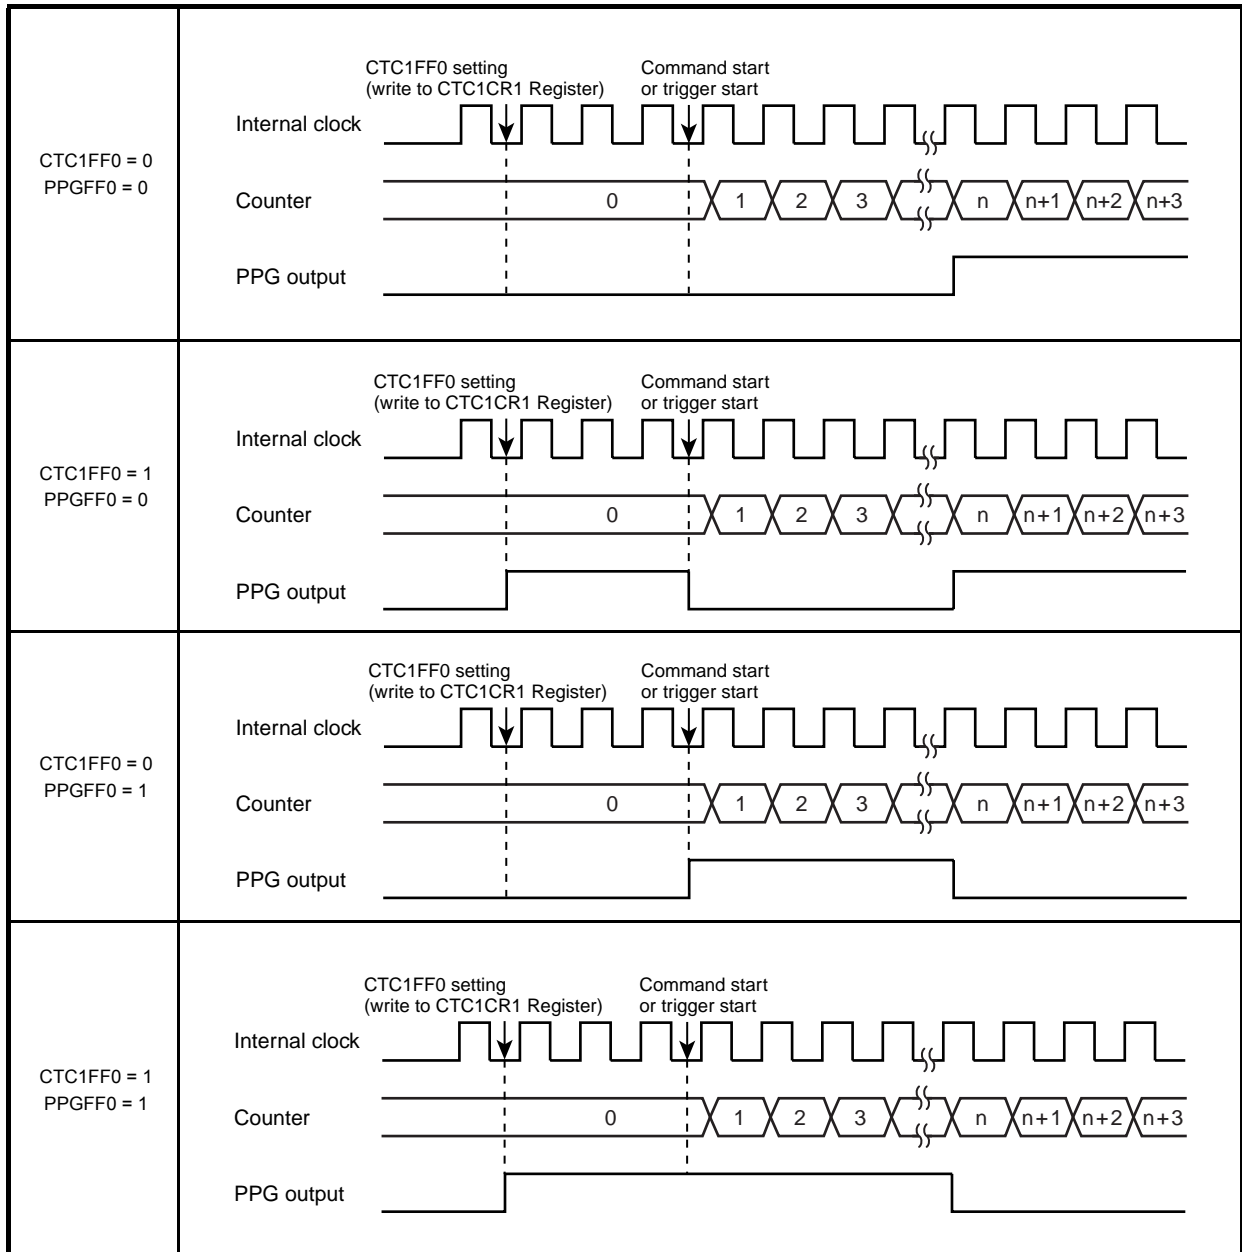 CTC1FF0 = 0
PPGFF0 = 0
CTC1FF0 setting
(write to CTC1CR1 Register)
Command start
or trigger start
Internal clock
Counter
0 1 2 3 n n+1 n+2 n+3
PPG output
CTC1FF0 = 1
PPGFF0 = 0
CTC1FF0 setting
(write to CTC1CR1 Register)
Command start
or trigger start
Internal clock
Counter
0 1 2 3 n n+1 n+2 n+3
PPG output
CTC1FF0 = 0
PPGFF0 = 1
CTC1FF0 setting
(write to CTC1CR1 Register)
Command start
or trigger start
Internal clock
Counter
0 1 2 3 n n+1 n+2 n+3
PPG output
CTC1FF0 = 1
PPGFF0 = 1
CTC1FF0 setting
(write to CTC1CR1 Register)
Command start
or trigger start
Internal clock
Counter
0 1 2 3 n n+1 n+2 n+3
PPG output